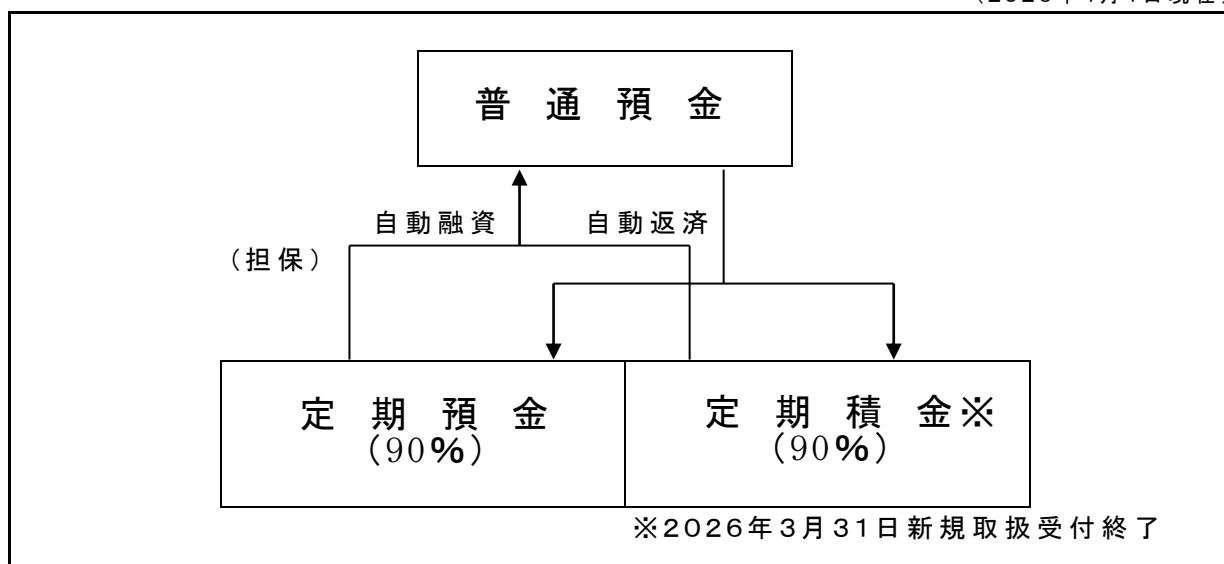 普通預金
自動融資 自動返済
(担保)
定期預金
(90%)
定期積金※
(90%)
※2026年3月31日新規取扱受付終了